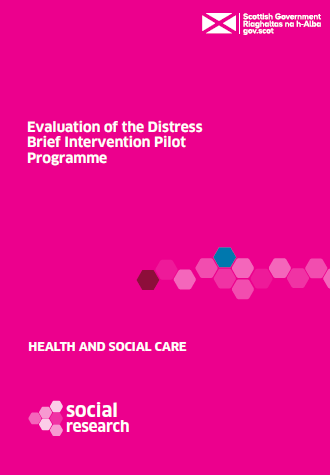 Scottish Government
Riaghaltas na h-Alba
gov.scot
Evaluation of the Distress
Brief Intervention Pilot
Programme
HEALTH AND SOCIAL CARE
social
research